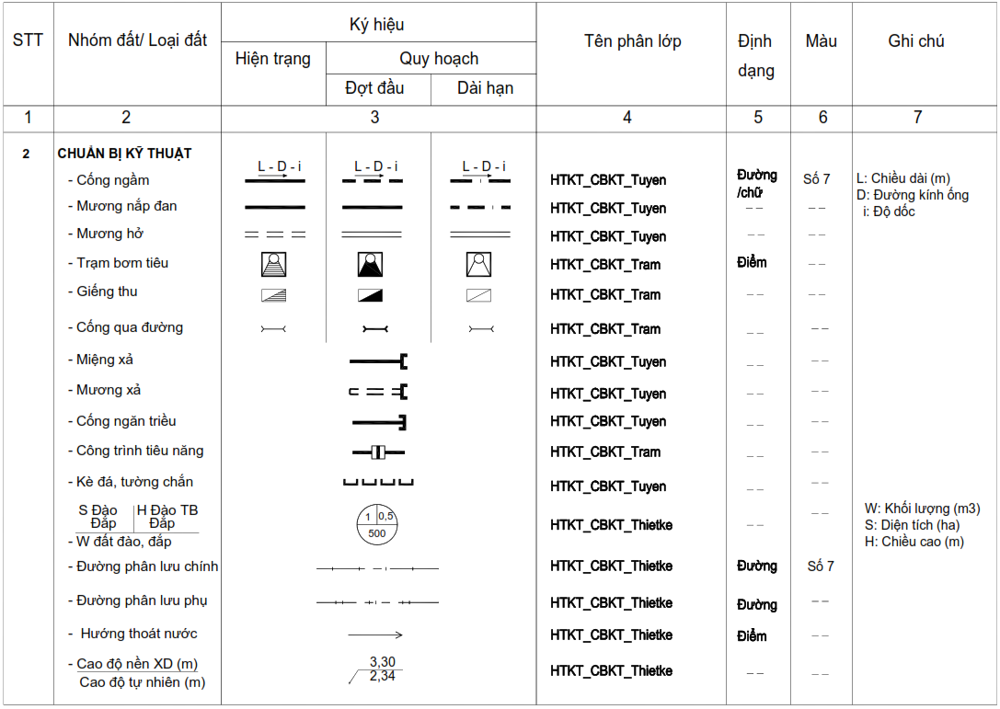 STT Nhóm đất/ Loại đất Ký hiệu Tên phân lớp Định dạng Màu Ghi chú
Hiện trạng Quy hoạch
Đợt đầu Dài hạn
1 2 3 4 5 6 7
2 CHUẨN BỊ KỸ THUẬT
- Cống ngầm L - D - i L - D - i L - D - i HTKT_CBKT_Tuyen Đường /chữ Số 7 L: Chiều dài (m)
D: Đường kính ống
i: Độ dốc
- Mương nắp đan HTKT_CBKT_Tuyen _ _ _ _
- Mương hở HTKT_CBKT_Tuyen _ _ _ _
- Trạm bơm tiêu HTKT_CBKT_Tram Điểm _ _
- Giếng thu HTKT_CBKT_Tram _ _ _ _
- Cống qua đường HTKT_CBKT_Tram _ _ _ _
- Miệng xả HTKT_CBKT_Tuyen _ _ _ _
- Mương xả HTKT_CBKT_Tuyen _ _ _ _
- Cống ngăn triều HTKT_CBKT_Tuyen _ _ _ _
- Công trình tiêu năng HTKT_CBKT_Tram _ _ _ _
- Kè đá, tường chắn HTKT_CBKT_Tuyen _ _ _ _
S Đào H Đào TB 1 0,5 _ _ W: Khối lượng (m3)
Đắp Đắp 500 HTKT_CBKT_Thietke _ _ S: Diện tích (ha)
- W đất đào, đắp H: Chiều cao (m)
- Đường phân lưu chính HTKT_CBKT_Thietke Đường Số 7
- Đường phân lưu phụ HTKT_CBKT_Thietke Đường _ _
- Hướng thoát nước HTKT_CBKT_Thietke Điểm _ _
- Cao độ nền XD (m) 3,30 HTKT_CBKT_Thietke _ _ _ _
Cao độ tự nhiên (m) 2,34